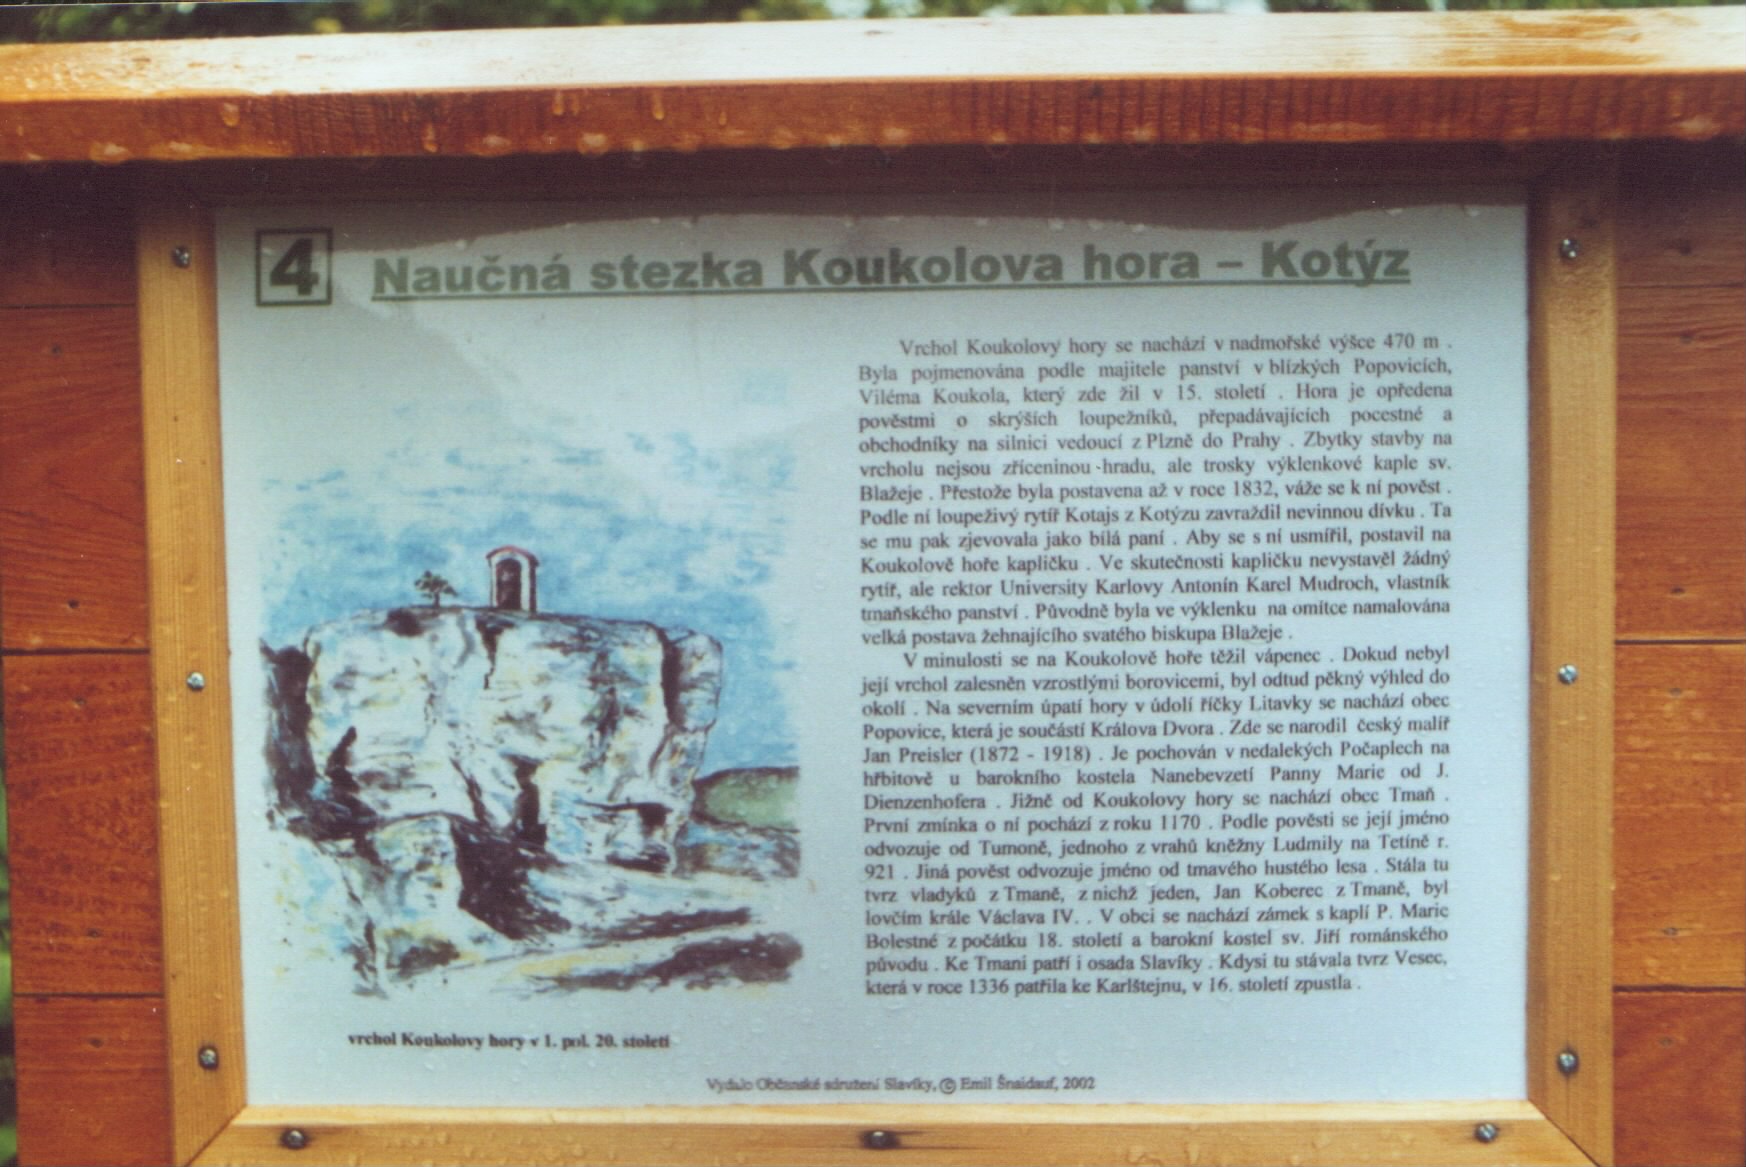 4 Naučná stezka Koukolova hora – Kotýz
Vrchol Koukolovy hory se nachází v nadmořské výšce 470 m .
Byla pojmenována podle majitele panství v blízkých Popovicích,
Viléma Koukola, který zde žil v 15. století . Hora je opředena
pověstmi o skrýších loupežníků, přepadávajících pocestné a
obchodníky na silnici vedoucí z Plzně do Prahy . Zbytky stavby na
vrcholu nejsou zříceninou hradu, ale trosky výklenkové kaple sv.
Blažeje . Přestože byla postavena až v roce 1832, váže se k ní pověst .
Podle ní loupeživý rytíř Kotajs z Kotýzu zavraždil nevinnou dívku . Ta
se mu pak zjevovala jako bílá paní . Aby se s ní usmířil, postavil na
Koukolově hoře kapličku . Ve skutečnosti kapličku nevystavěl žádný
rytíř, ale rektor University Karlovy Antonín Karel Mudroch, vlastník
tmaňského panství . Původně byla ve výklenku na omítce namalována
velká postava žehnajícího svatého biskupa Blažeje .
V minulosti se na Koukolově hoře těžil vápenec . Dokud nebyl
její vrchol zalesněn vzrostlými borovicemi, byl odtud pěkný výhled do
okolí . Na severním úpatí hory v údolí říčky Litavky se nachází obec
Popovice, která je součástí Králova Dvora . Zde se narodil český malíř
Jan Preisler (1872 - 1918) . Je pochován v nedalekých Počaplech na
hřbitově u barokního kostela Nanebevzetí Panny Marie od J.
Dienzenhofera . Jižně od Koukolovy hory se nachází obec Tmaň .
První zmínka o ní pochází z roku 1170 . Podle pověsti se její jméno
odvozuje od Tumoně, jednoho z vrahů kněžny Ludmily na Tetíně r.
921 . Jiná pověst odvozuje jméno od tmavého hustého lesa . Stála tu
tvrz vladyků z Tmaně, z nichž jeden, Jan Koberec z Tmaně, byl
lovčím krále Václava IV. . V obci se nachází zámek s kaplí P. Marie
Bolestné z počátku 18. století a barokní kostel sv. Jiří románského
původu . Ke Tmani patří i osada Slavíky . Kdysi tu stávala tvrz Vesec,
která v roce 1336 patřila ke Karlštejnu, v 16. století zpustla .
vrchol Koukolovy hory v 1. pol. 20. století
Vydalo Občanské sdružení Slavíky, © Emil Šnaidauf, 2002